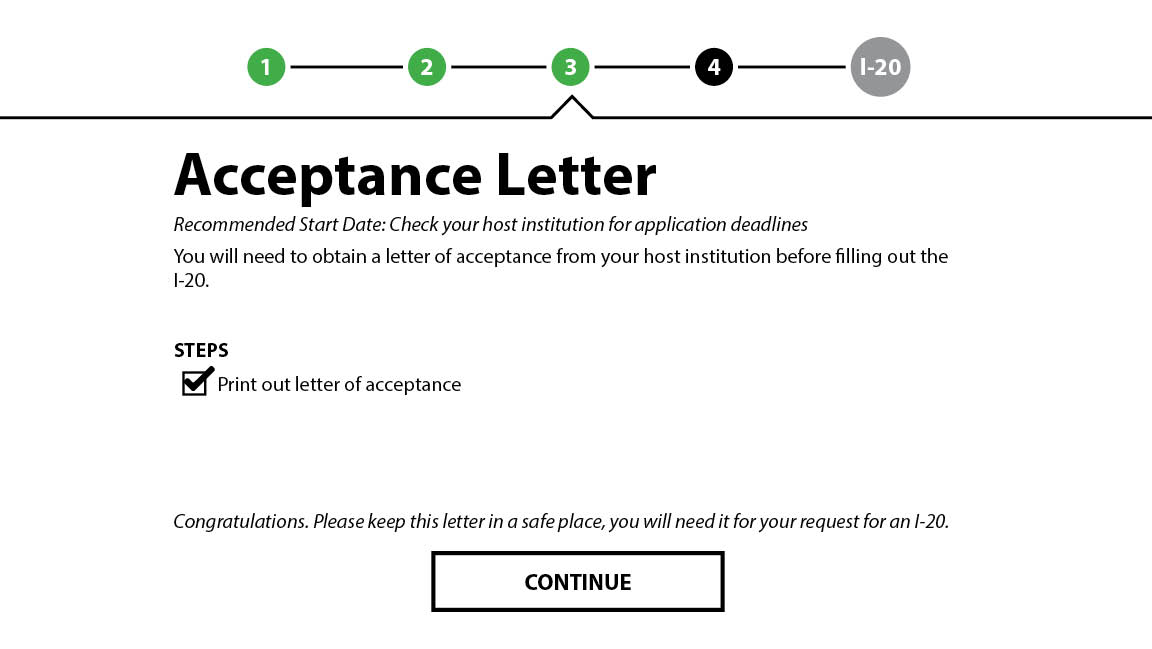 1 2 3 4 I-20
Acceptance Letter
Recommended Start Date: Check your host institution for application deadlines
You will need to obtain a letter of acceptance from your host institution before filling out the
I-20.
STEPS
Print out letter of acceptance
Congratulations. Please keep this letter in a safe place, you will need it for your request for an I-20.
CONTINUE